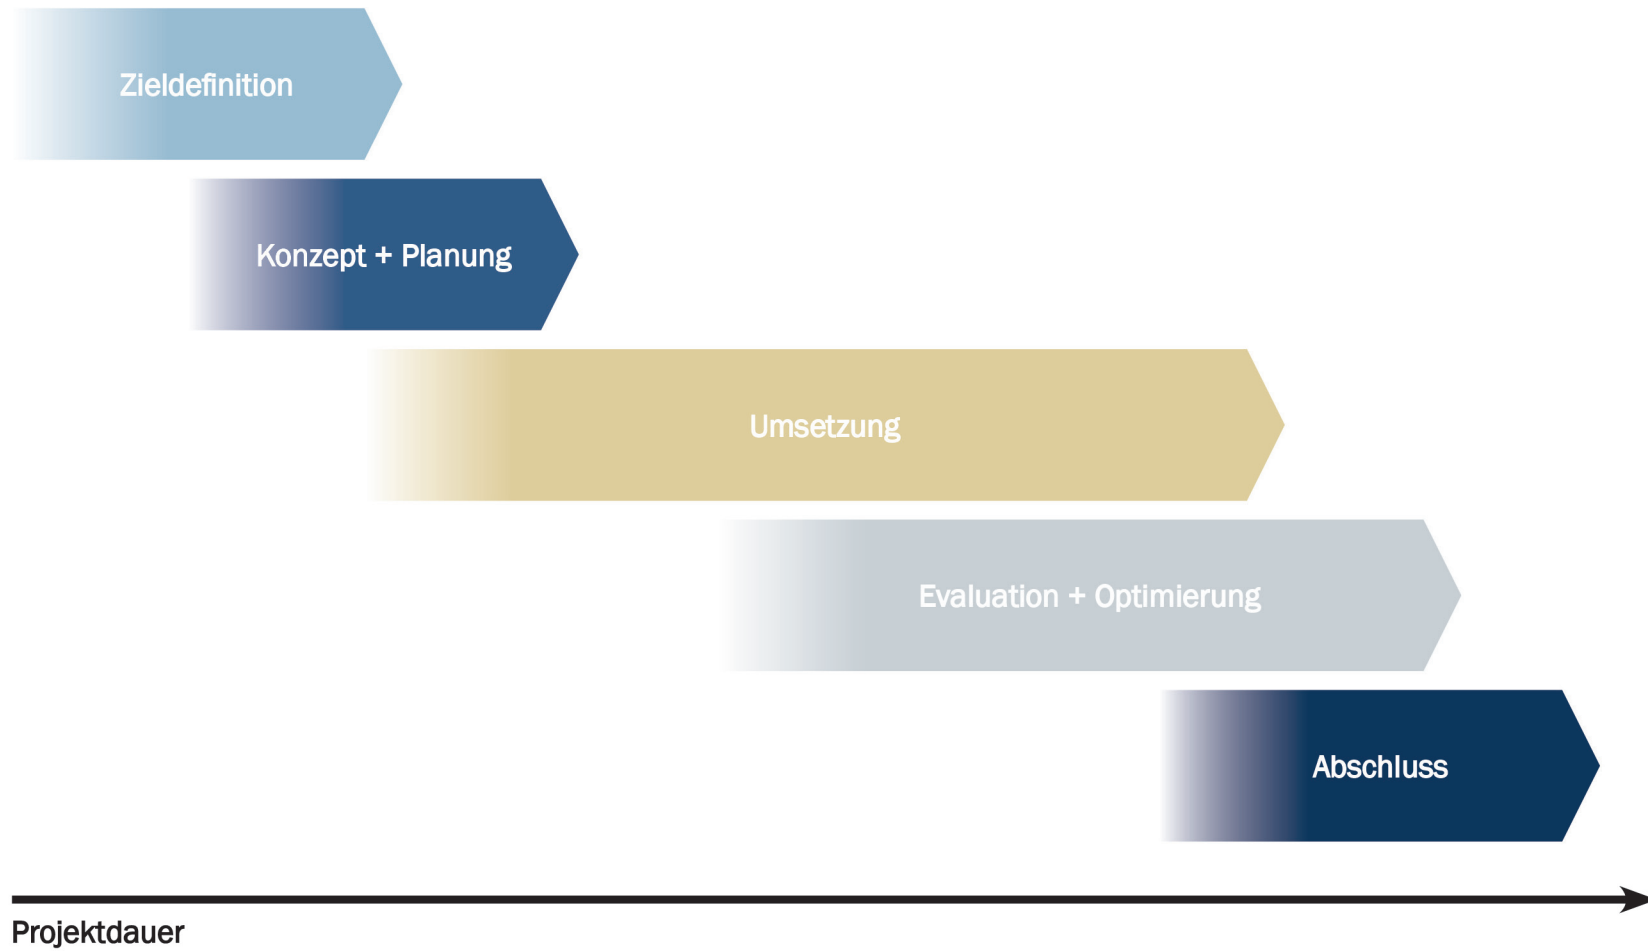 Zieldefinition
Konzept + Planung
Umsetzung
Evaluation + Optimierung
Abschluss
Projektdauer